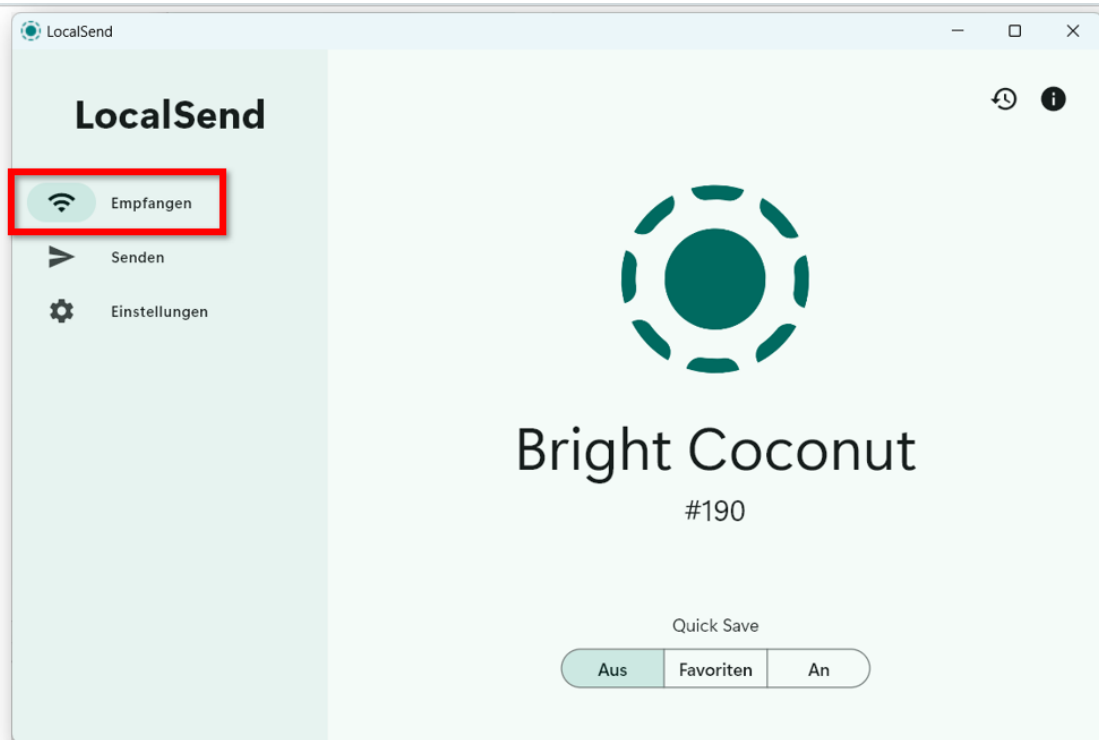 LocalSend
LocalSend
Empfangen
Senden
Einstellungen
Bright Coconut
#190
Quick Save
Aus Favoriten An